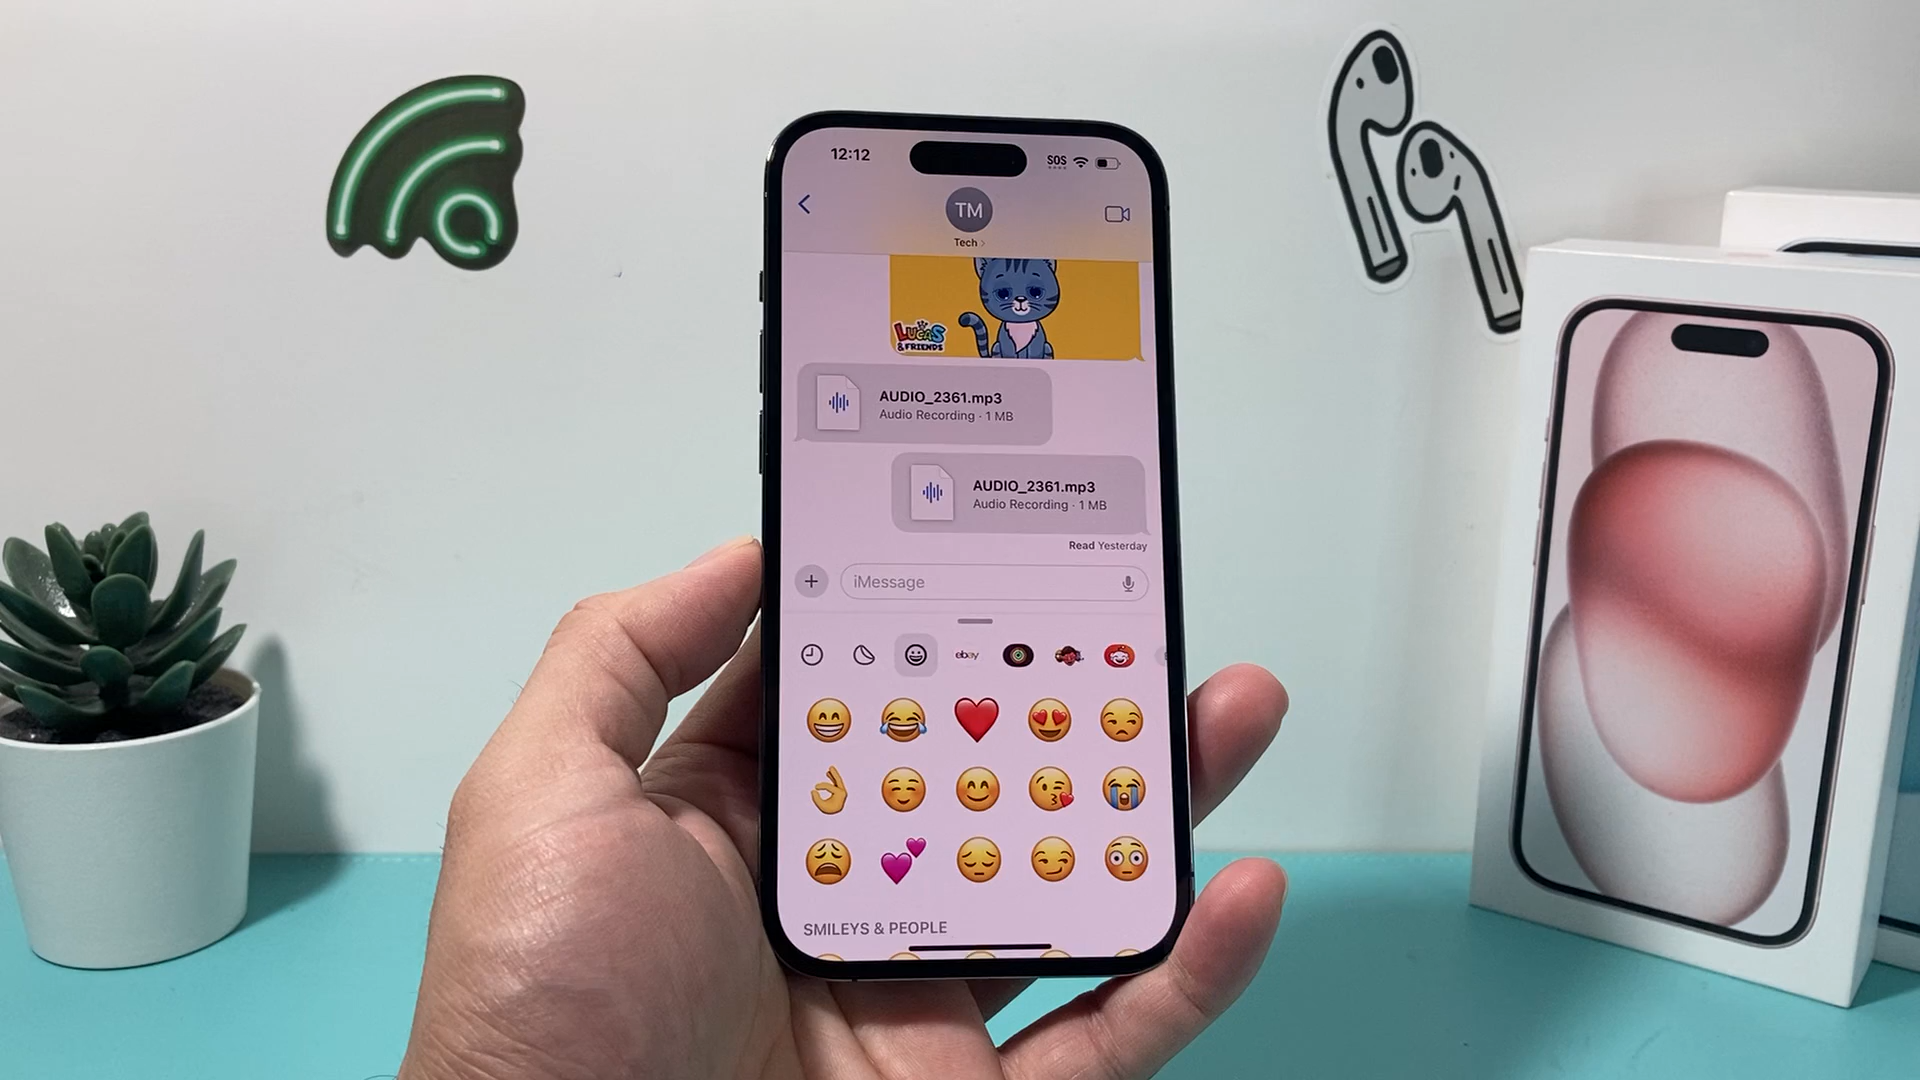 12:12
SOS
TM
Tech
LUCAS
& FRIENDS
AUDIO_2361.mp3
Audio Recording · 1 MB
AUDIO_2361.mp3
Audio Recording · 1 MB
Read Yesterday
iMessage
ebay
SMILEYS & PEOPLE